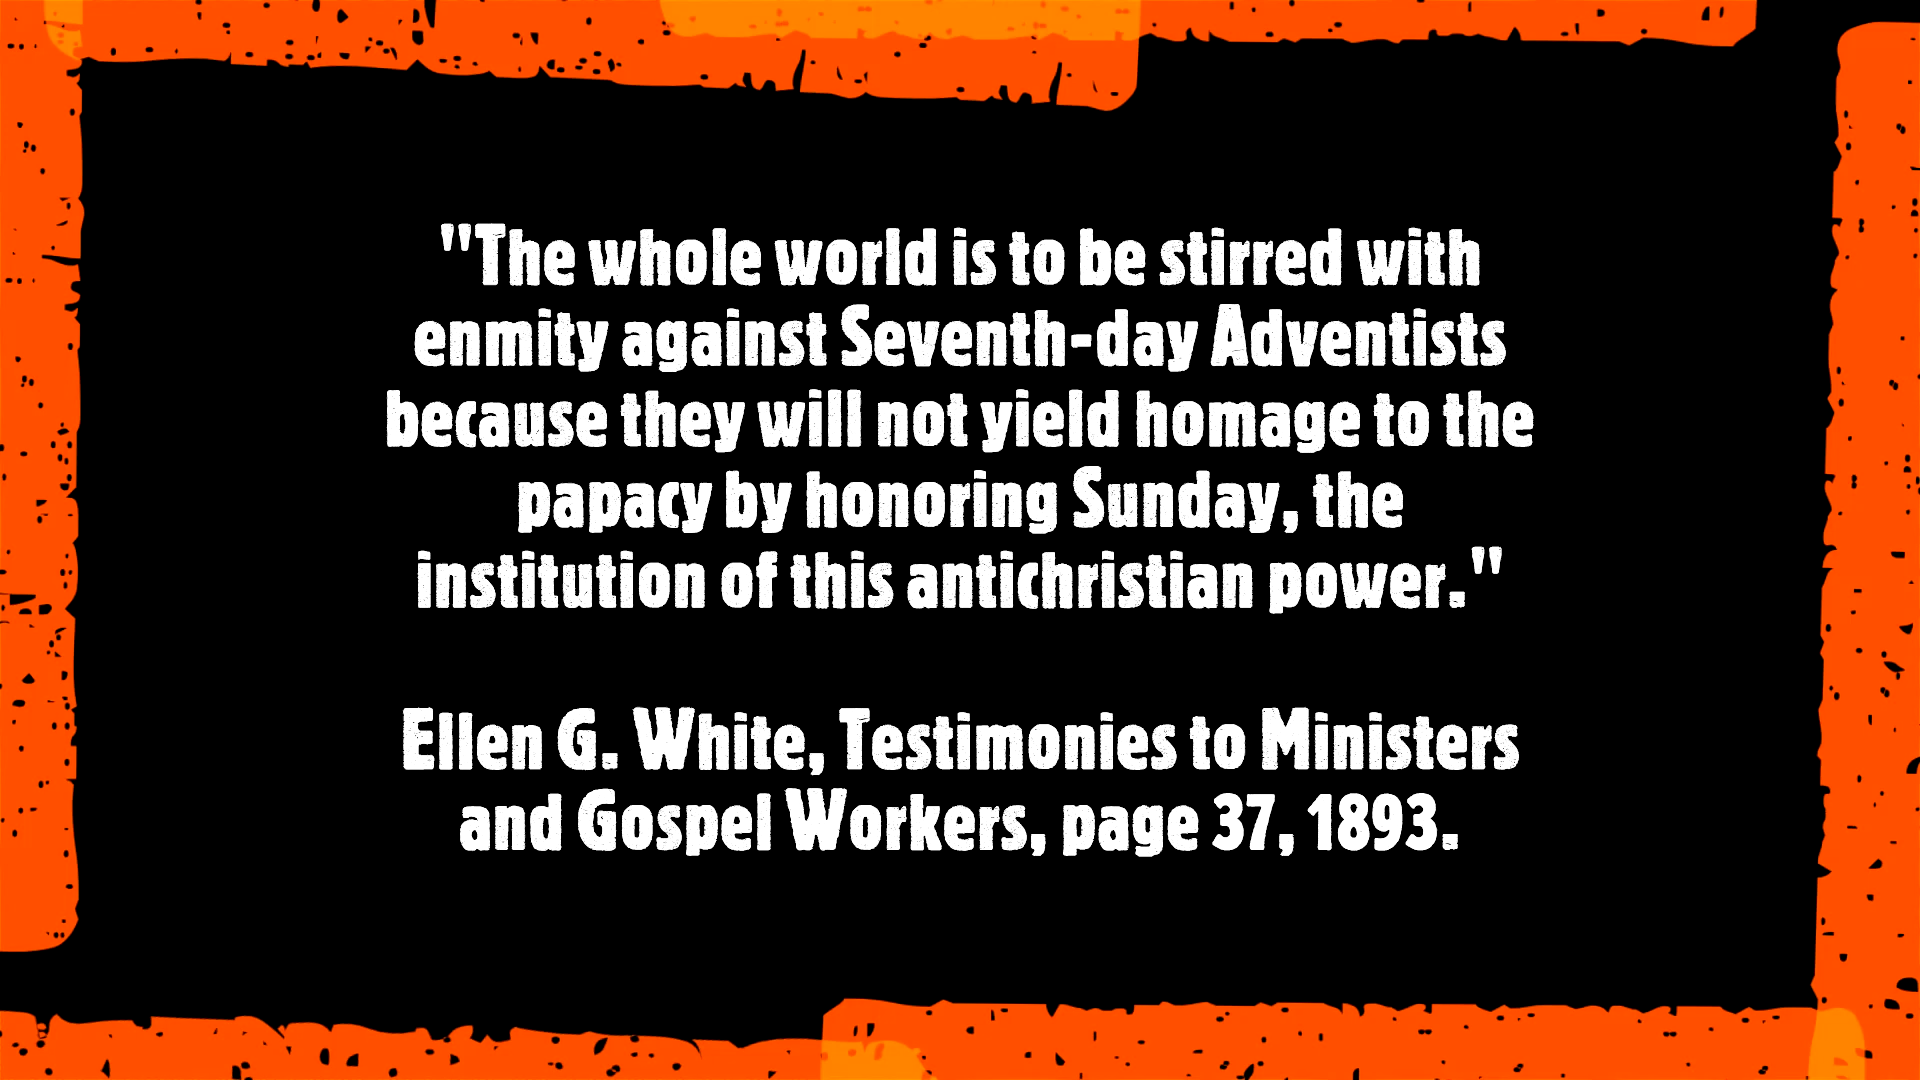 "The whole world is to be stirred with
enmity against Seventh-day Adventists
because they will not yield homage to the
papacy by honoring Sunday, the
institution of this antichristian power."
Ellen G. White, Testimonies to Ministers
and Gospel Workers, page 37, 1893.